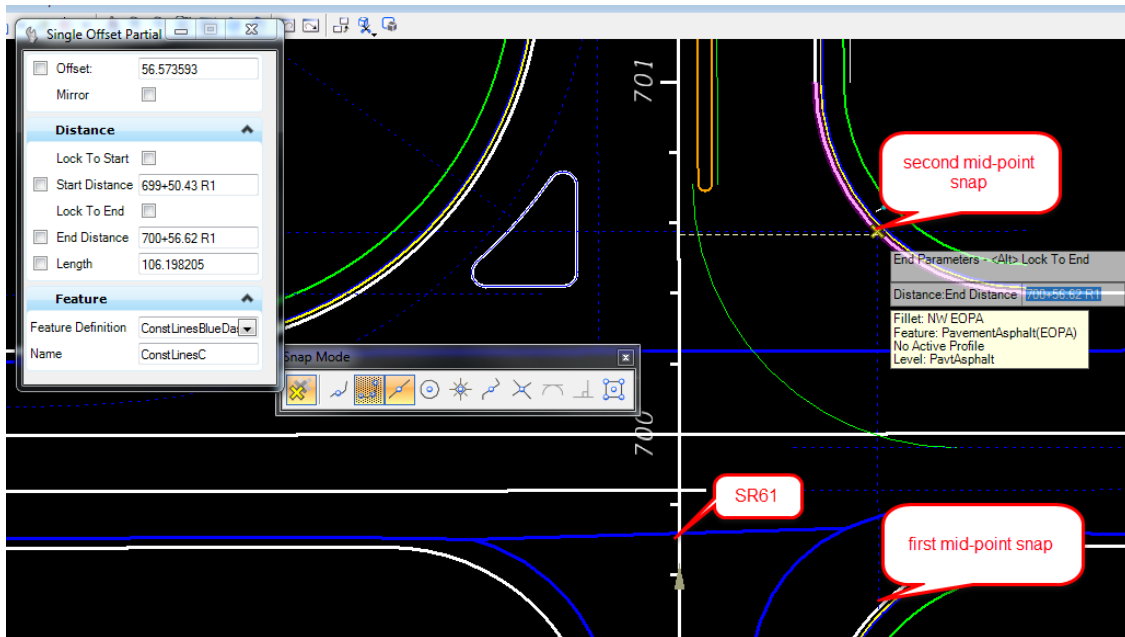 Single Offset Partial
Offset: 56.573593
Mirror
Distance
Lock To Start
Start Distance 699+50.43 R1
Lock To End
End Distance 700+56.62 R1
Length 106.198205
Feature
Feature Definition ConstLinesBlueDas
Name ConstLinesC
Snap Mode
701
second mid-point
snap
End Parameters - <Alt> Lock To End
Distance:End Distance 700+56.62 R1
Fillet: NW EOPA
Feature: PavementAsphalt(EOPA)
No Active Profile
Level: PavtAsphalt
700
SR61
first mid-point snap